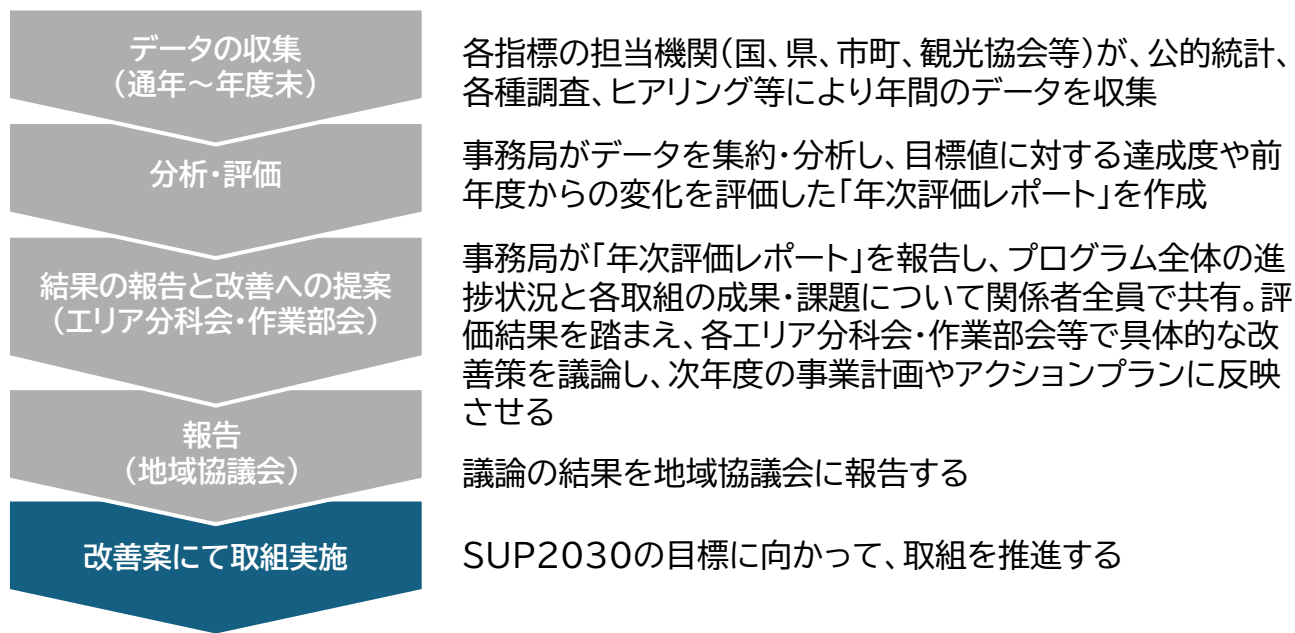 データの収集
（通年～年度末）
各指標の担当機関（国、県、市町、観光協会等）が、公的統計、
各種調査、ヒアリング等により年間のデータを収集
分析・評価
事務局がデータを集約・分析し、目標値に対する達成度や前
年度からの変化を評価した「年次評価レポート」を作成
結果の報告と改善への提案
（エリア分科会・作業部会）
事務局が「年次評価レポート」を報告し、プログラム全体の進
捗状況と各取組の成果・課題について関係者全員で共有。評
価結果を踏まえ、各エリア分科会・作業部会等で具体的な改
善策を議論し、次年度の事業計画やアクションプランに反映
させる
報告
（地域協議会）
議論の結果を地域協議会に報告する
改善案にて取組実施
SUP2030の目標に向かって、取組を推進する